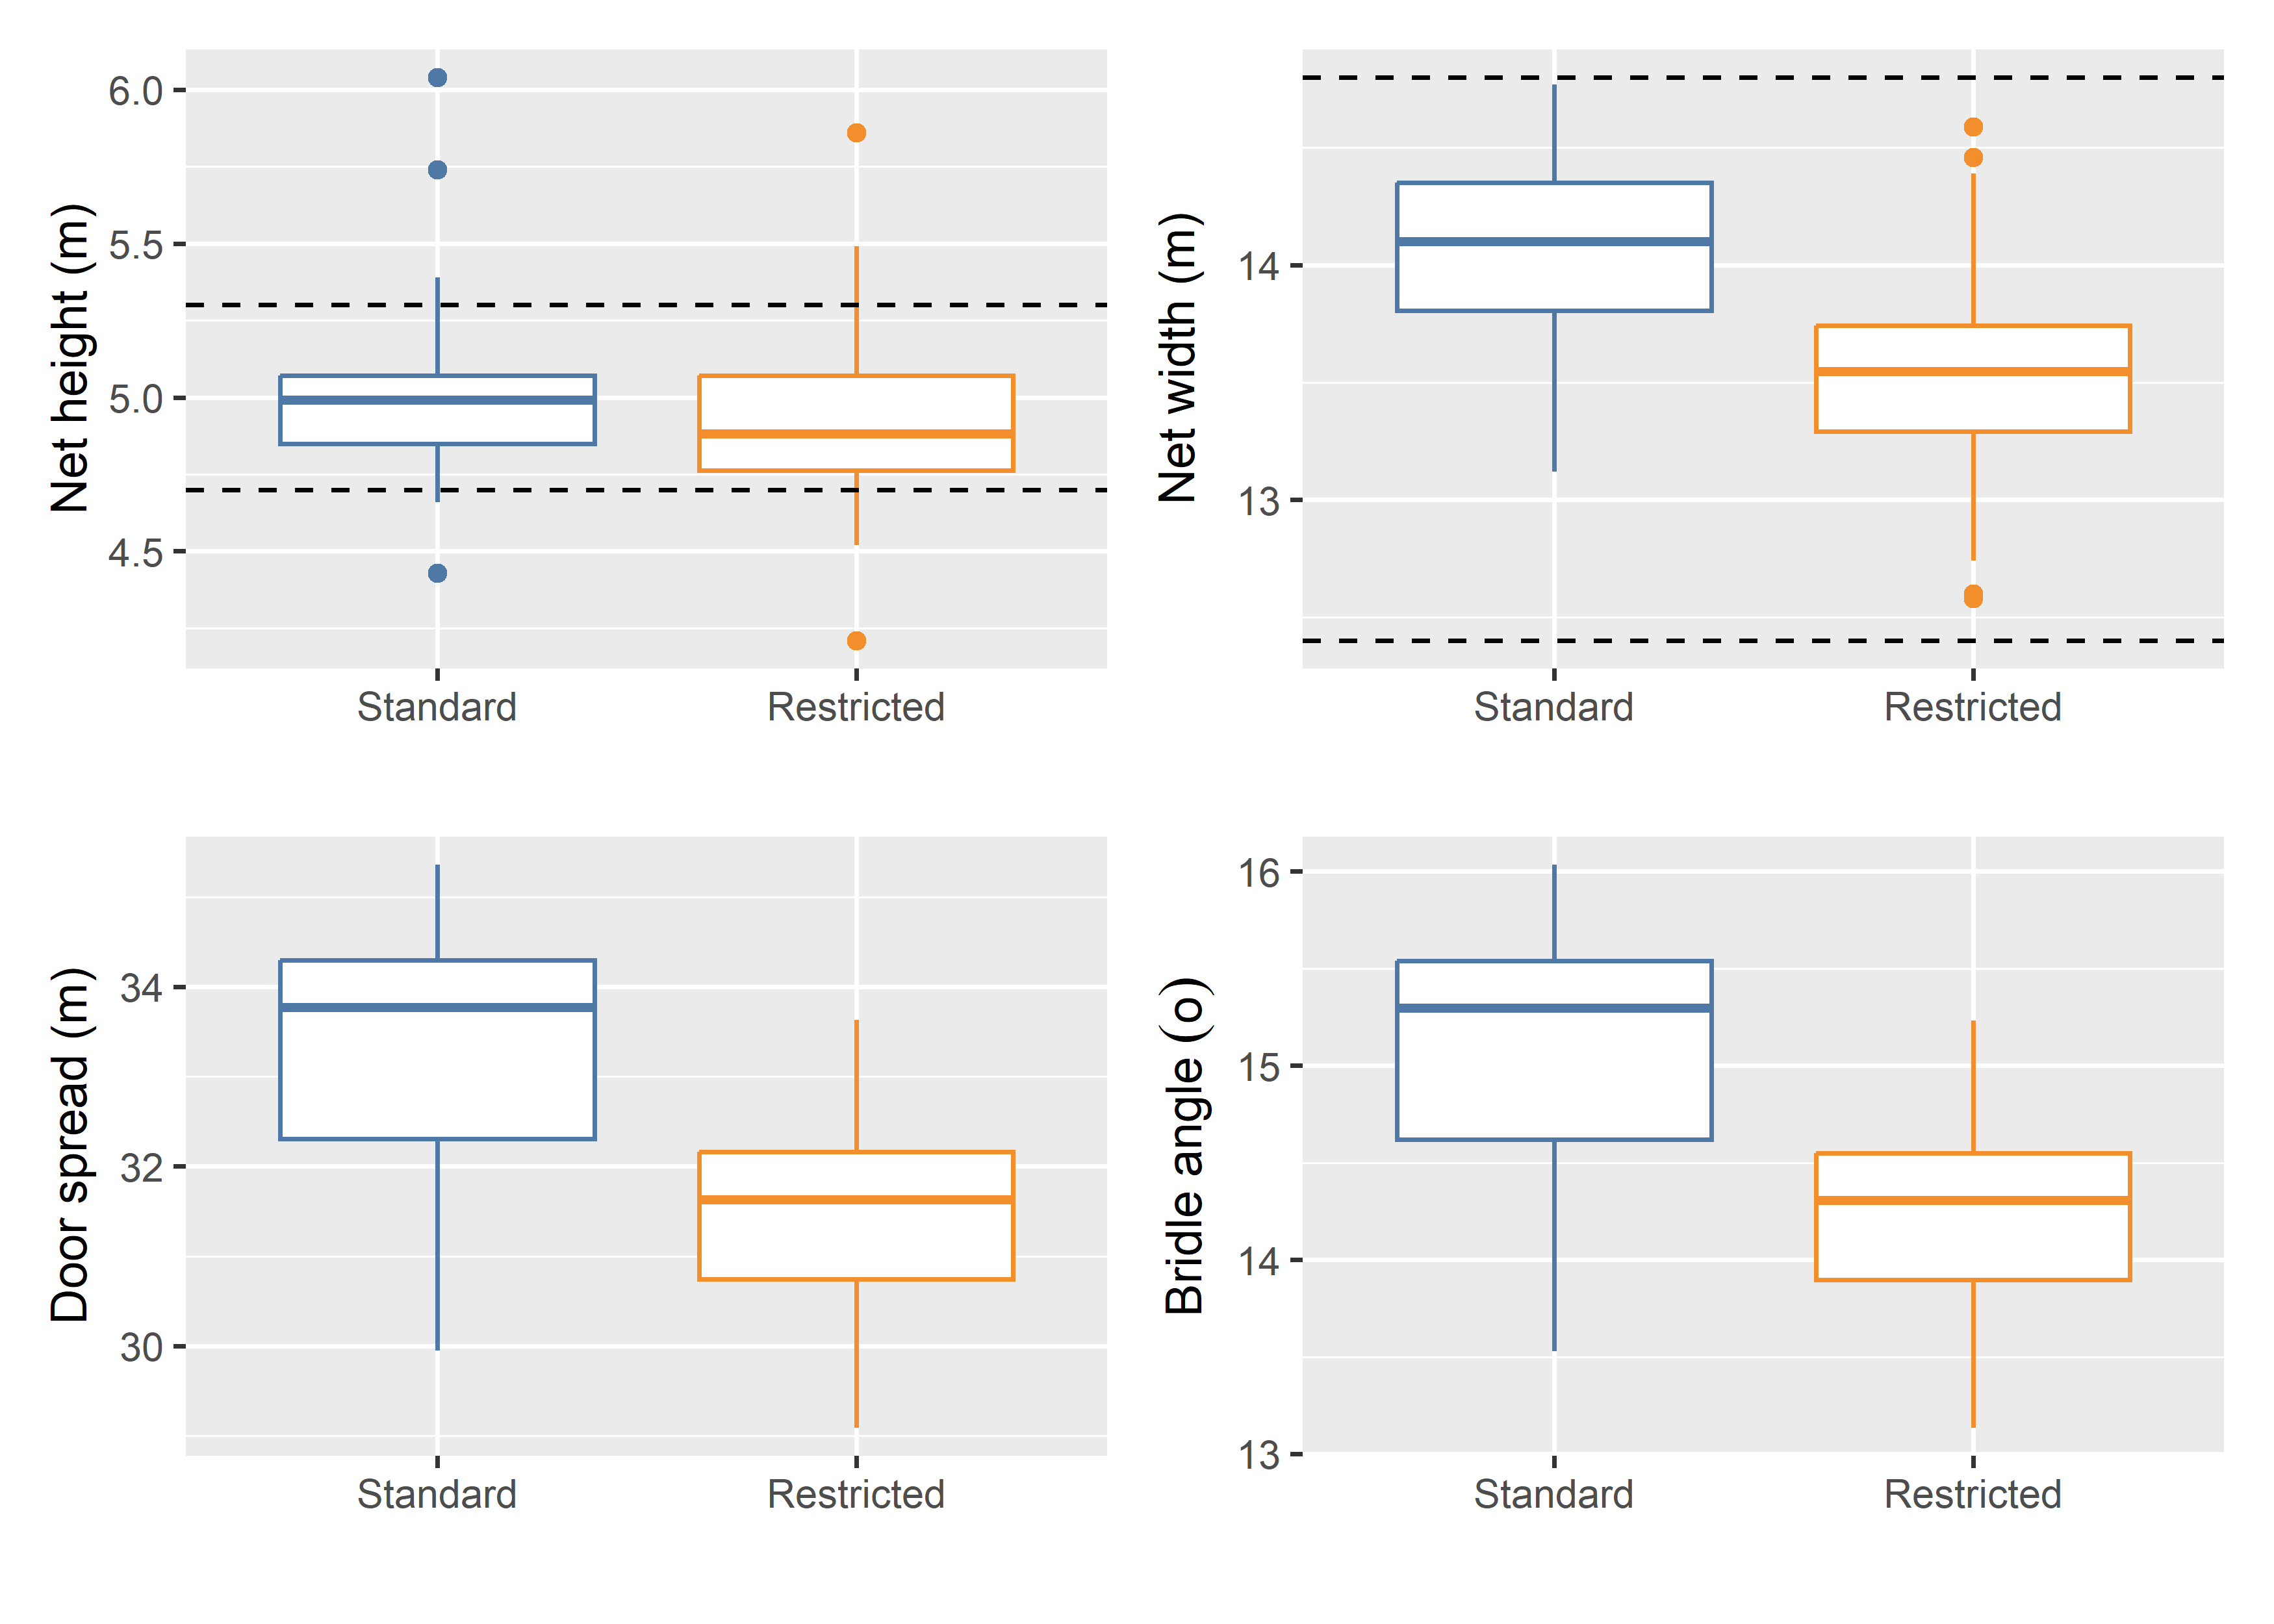 Net height (m)
6.0
5.5
5.0
4.5
Standard Restricted
Net width (m)
14
13
Standard Restricted
Door spread (m)
34
32
30
Standard Restricted
Bridle angle (o)
16
15
14
13
Standard Restricted